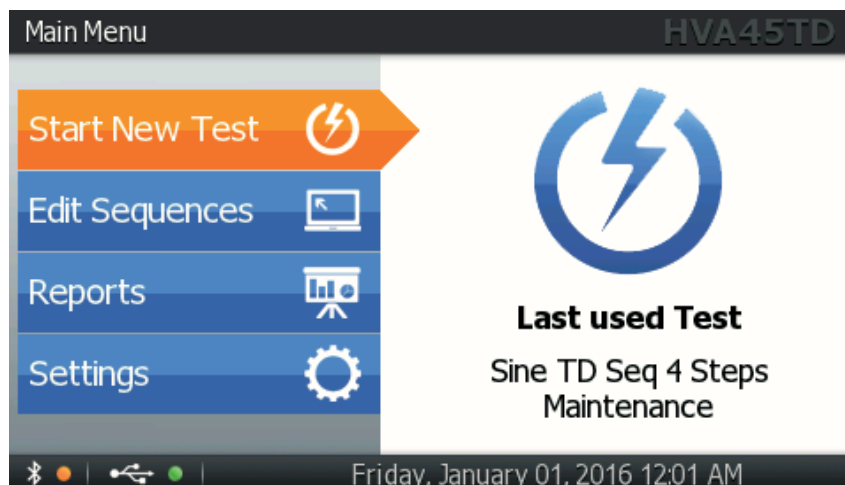 Main Menu
HVA45TD
Start New Test
Edit Sequences
Reports
Settings
Last used Test
Sine TD Seq 4 Steps
Maintenance
Friday, January 01, 2016 12:01 AM